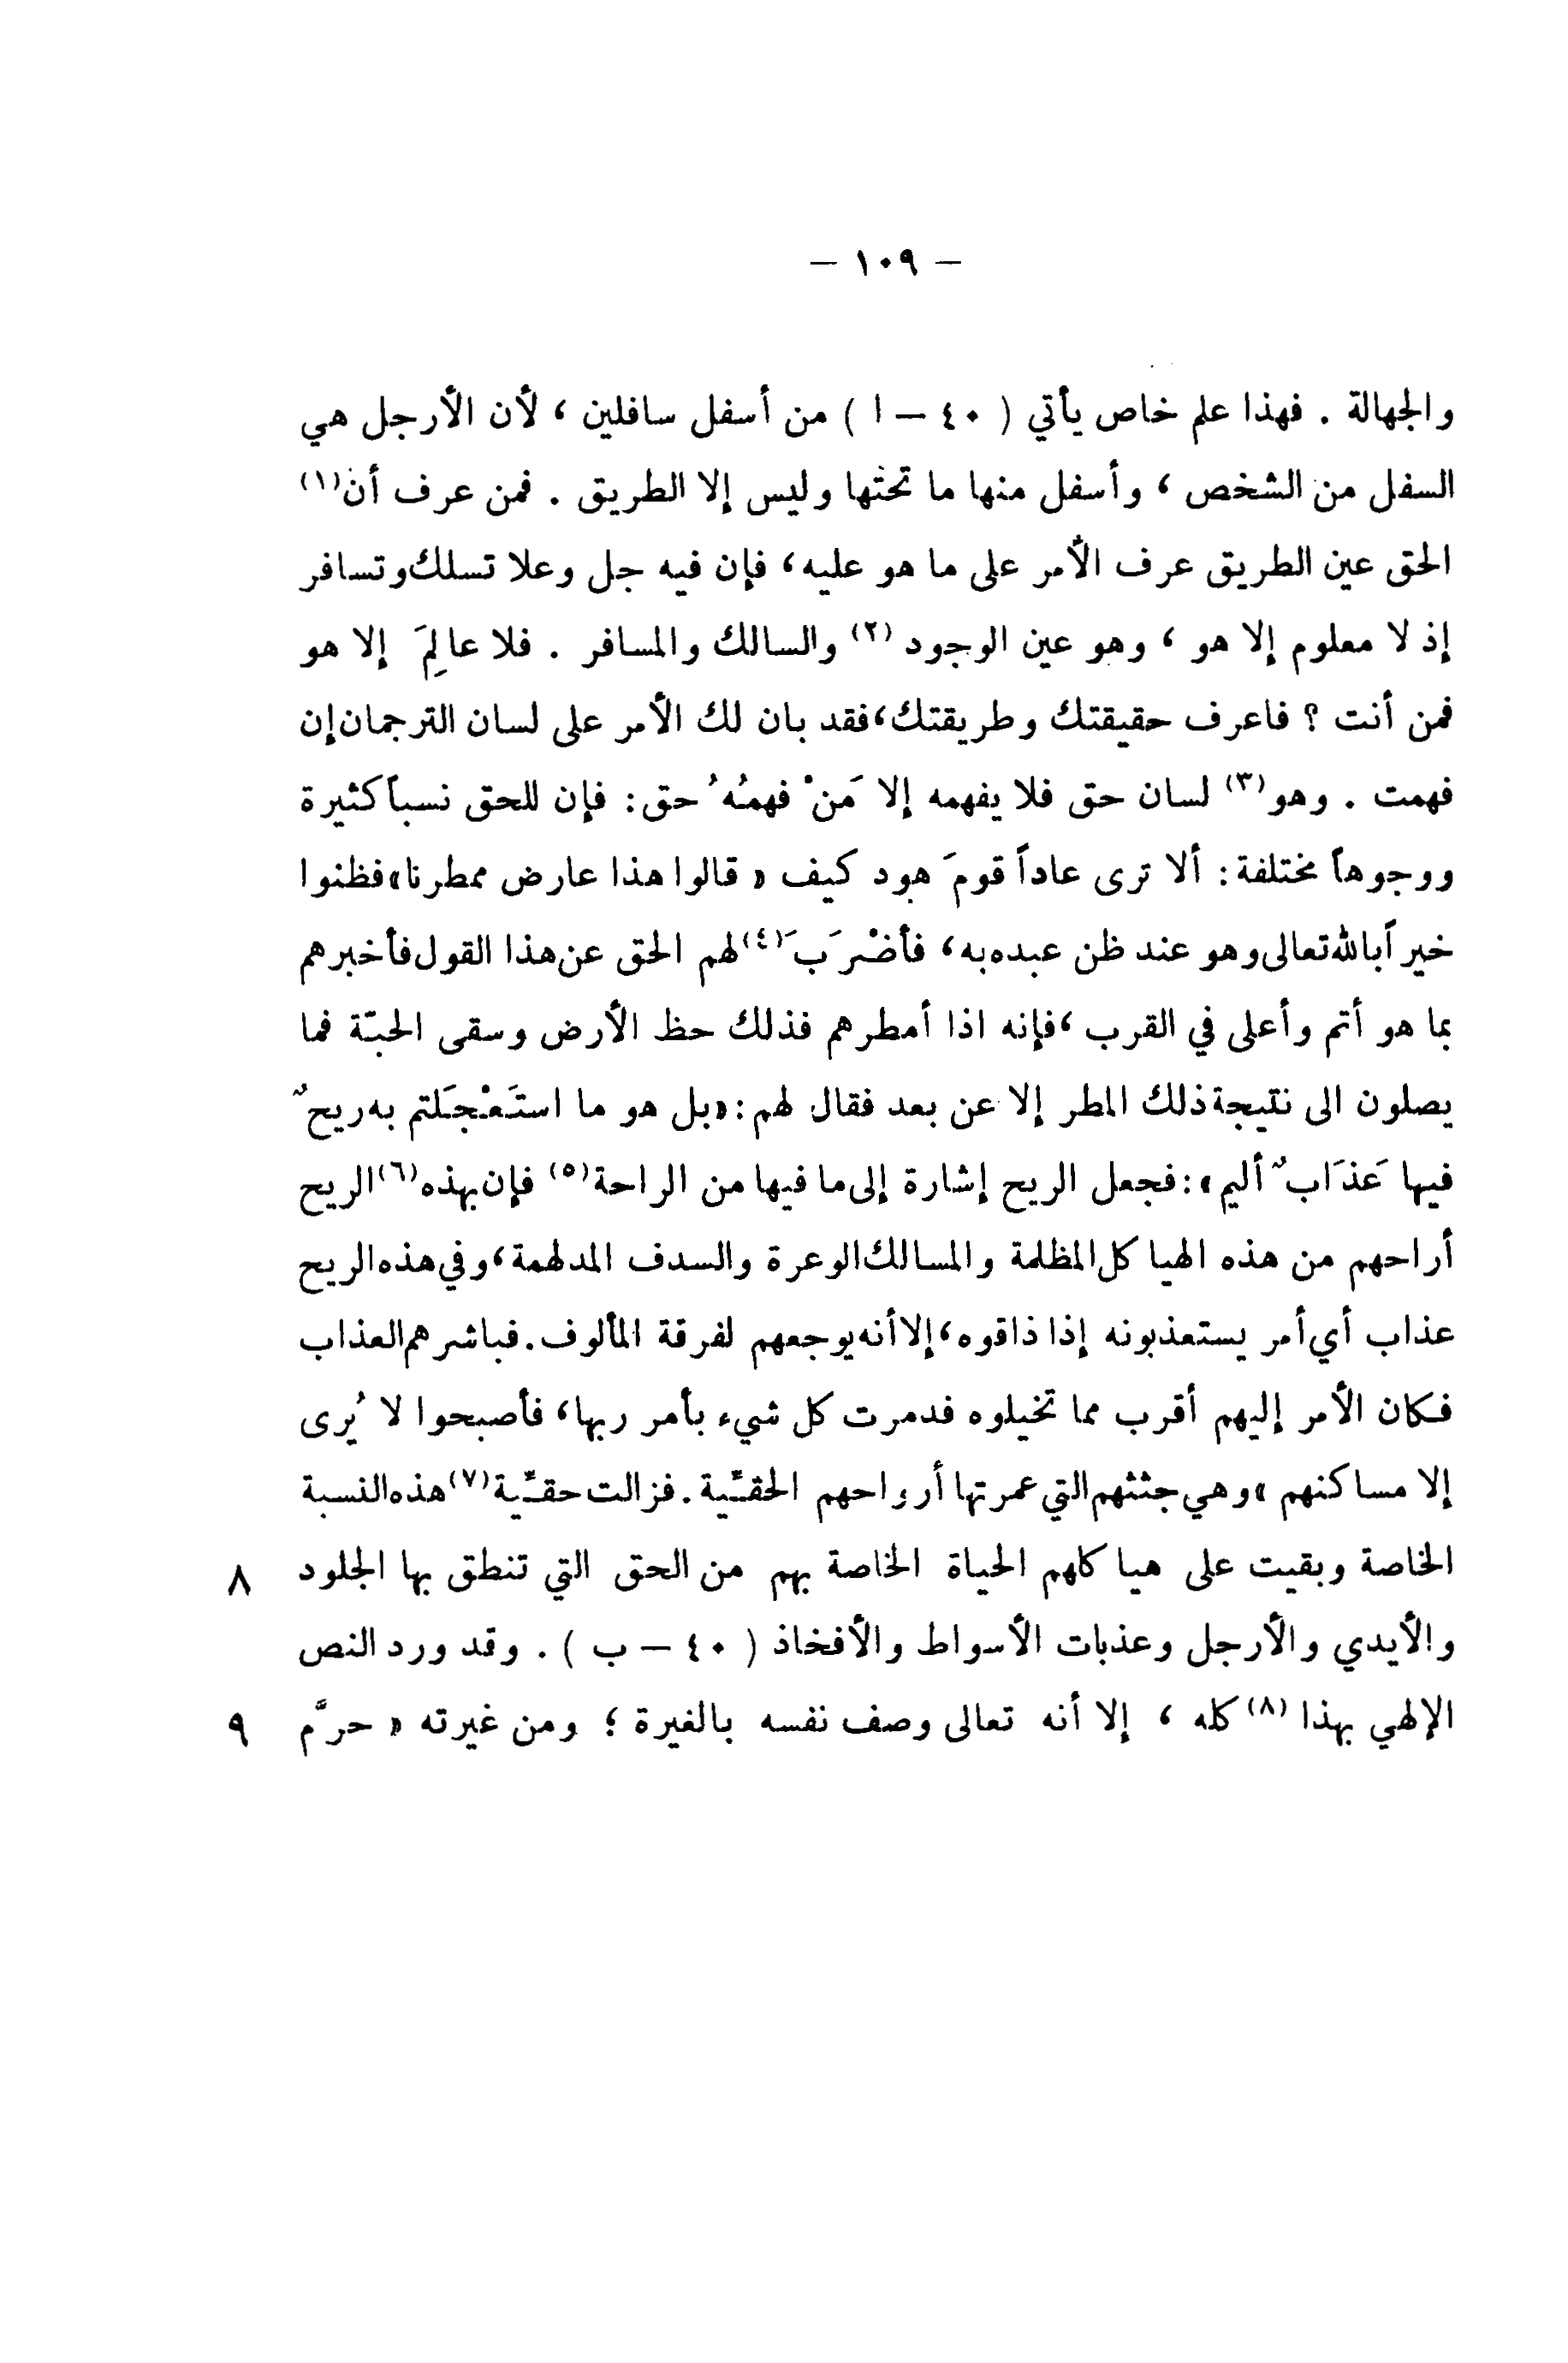 — ١٠٩ —
والجهالة . فهذا علم خاص يأتي ( ٤٠ — ا ) من أسفل سافلين ، لأن الأرجل هي
السفل من الشخص ، وأسفل منها ما تحتها وليس إلا الطريق . فمن عرف أن(١)
الحق عين الطريق عرف الأمر على ما هو عليه ، فإن فيه جل وعلا تسلك وتسافر
إذ لا معلوم إلا هو ، وهو عين الوجود (٢) والسالك والمسافر . فلا عالِمَ إلا هو
فمن أنت ؟ فاعرف حقيقتك وطريقتك ، فقد بان لك الأمر على لسان الترجمان إن
فهمت . وهو(٣) لسان حق فلا يفهمه إلا مَنْ فهمُهُ حق : فإن للحق نسباً كثيرة
ووجوهاً مختلفة : ألا ترى عاداً قومَ هود كيف « قالوا هذا عارض ممطرنا » فظنوا
خيراً بالله تعالى وهو عند ظن عبده به ، فأضْرَبَ(٤) لهم الحق عن هذا القول فأخبرهم
بما هو أتم وأعلى في القرب ، فإنه اذا أمطرهم فذلك حظ الأرض وسقى الحبّة فما
يصلون الى نتيجة ذلك المطر إلا عن بعد فقال لهم : « بل هو ما استَعْجَلتم به ريحٌ
فيها عَذَابٌ أليم » : فجعل الريح إشارة إلى ما فيها من الراحة(٥) فإن بهذه(٦) الريح
أراحهم من هذه الهياكل المظلمة والمسالك الوعرة والسدف المدلهمة ، وفي هذه الريح
عذاب أي أمر يستعذبونه إذا ذاقوه ، إلا أنه يوجعهم لفرقة المألوف . فباشرهم العذاب
فكان الأمر إليهم أقرب مما تخيلوه فدمرت كل شيء بأمر ربها ، فأصبحوا لا يُرى
إلا مساكنهم » وهي جثثهم التي عمرتها أرواحهم الحقِّية . فزالت حقِّية(٧) هذه النسبة
الخاصة وبقيت على هياكلهم الحياة الخاصة بهم من الحق التي تنطق بها الجلود ٨
والأيدي والأرجل وعذبات الأسواط والأفخاذ ( ٤٠ — ب ) . وقد ورد النص
الإلهي بهذا (٨) كله ، إلا أنه تعالى وصف نفسه بالغيرة ؛ ومن غيرته « حرَّم ٩